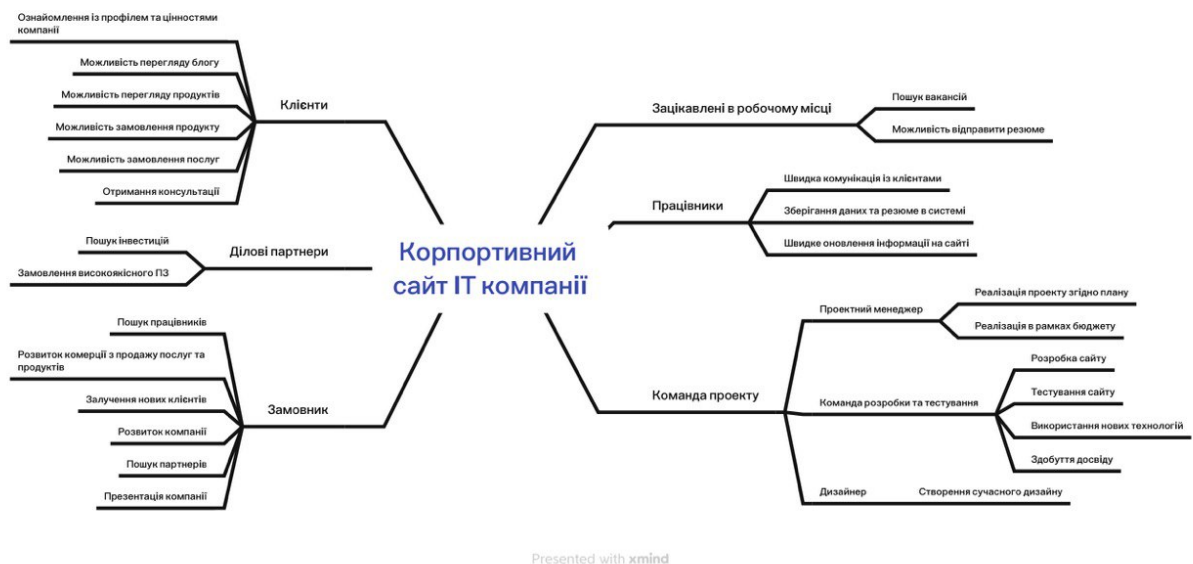 Ознайомлення із профілем та цінностями
компанії
Можливість перегляду блогу
Можливість перегляду продуктів
Можливість замовлення продукту
Можливість замовлення послуг
Отримання консультації
Клієнти
Пошук інвестицій
Замовлення високоякісного ПЗ
Ділові партнери
Пошук працівників
Розвиток комерції з продажу послуг та
продуктів
Залучення нових клієнтів
Розвиток компанії
Пошук партнерів
Презентація компанії
Замовник
Корпортивний
сайт ІТ компанії
Зацікавлені в робочому місці
Пошук вакансій
Можливість відправити резюме
Працівники
Швидка комунікація із клієнтами
Зберігання даних та резюме в системі
Швидке оновлення інформації на сайті
Команда проекту
Проектний менеджер
Реалізація проекту згідно плану
Реалізація в рамках бюджету
Команда розробки та тестування
Розробка сайту
Тестування сайту
Використання нових технологій
Здобуття досвіду
Дизайнер
Створення сучасного дизайну
Presented with xmind